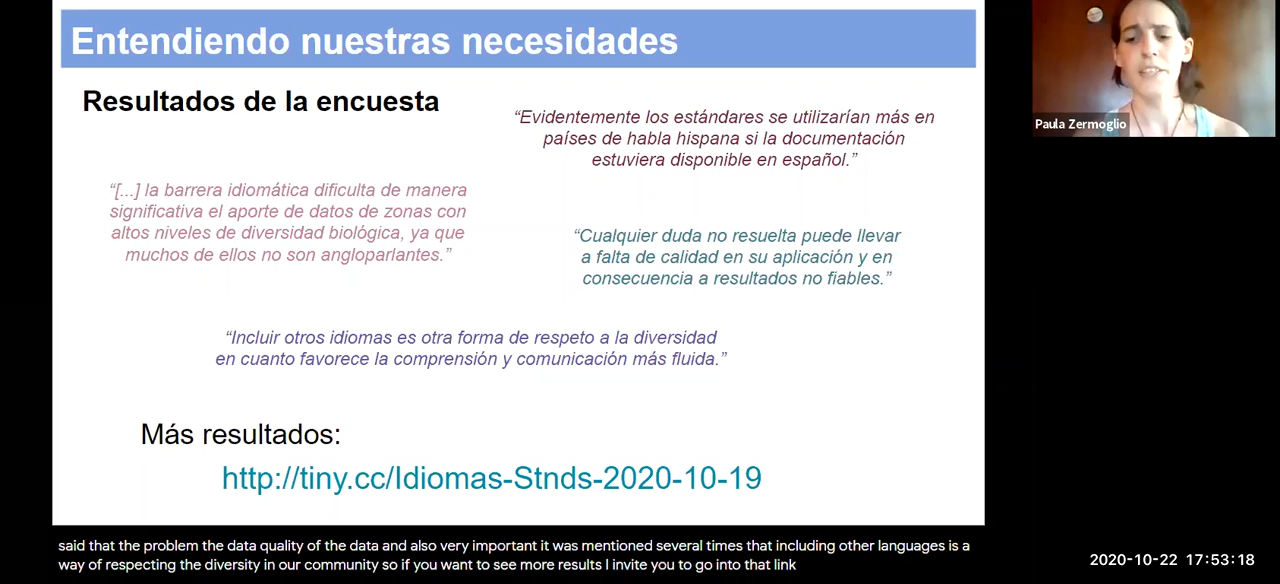 Entendiendo nuestras necesidades
Resultados de la encuesta
“Evidentemente los estándares se utilizarían más en
países de habla hispana si la documentación
estuviera disponible en español.”
“[...] la barrera idiomática dificulta de manera
significativa el aporte de datos de zonas con
altos niveles de diversidad biológica, ya que
muchos de ellos no son angloparlantes.”
“Cualquier duda no resuelta puede llevar
a falta de calidad en su aplicación y en
consecuencia a resultados no fiables.”
“Incluir otros idiomas es otra forma de respeto a la diversidad
en cuanto favorece la comprensión y comunicación más fluida.”
Más resultados:
http://tiny.cc/Idiomas-Stnds-2020-10-19
Paula Zermoglio
said that the problem the data quality of the data and also very important it was mentioned several times that including other languages is a
way of respecting the diversity in our community so if you want to see more results I invite you to go into that link
2020-10-22 17:53:18